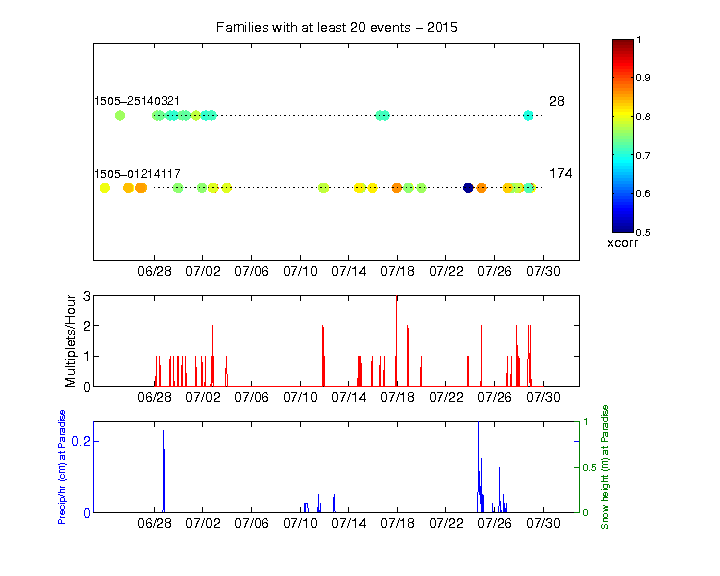 Families with at least 20 events − 2015
1505−25140321
28
1505−01214117
174
06/28 07/02 07/06 07/10 07/14 07/18 07/22 07/26 07/30
1
0.9
0.8
0.7
0.6
0.5
xcorr
Multiplets/Hour
3
2
1
0
06/28 07/02 07/06 07/10 07/14 07/18 07/22 07/26 07/30
Precip/hr (cm) at Paradise
0.2
0
1
0.5
0
Snow height (m) at Paradise
06/28 07/02 07/06 07/10 07/14 07/18 07/22 07/26 07/30